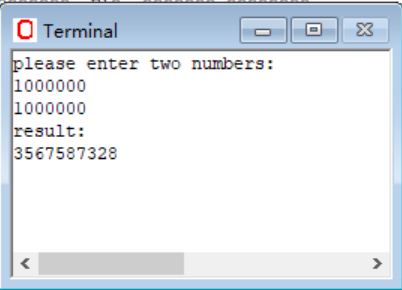 Terminal
please enter two numbers:
1000000
1000000
result:
3567587328